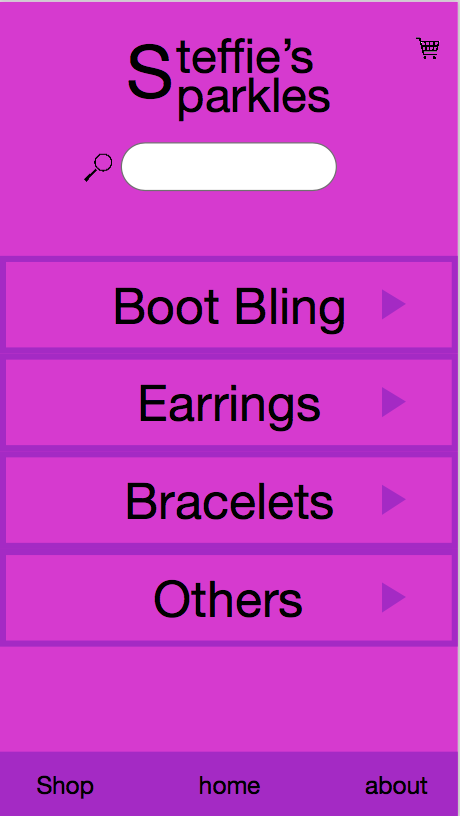 Steffie’s
Sparkles
Boot Bling
Earrings
Bracelets
Others
Shop home about